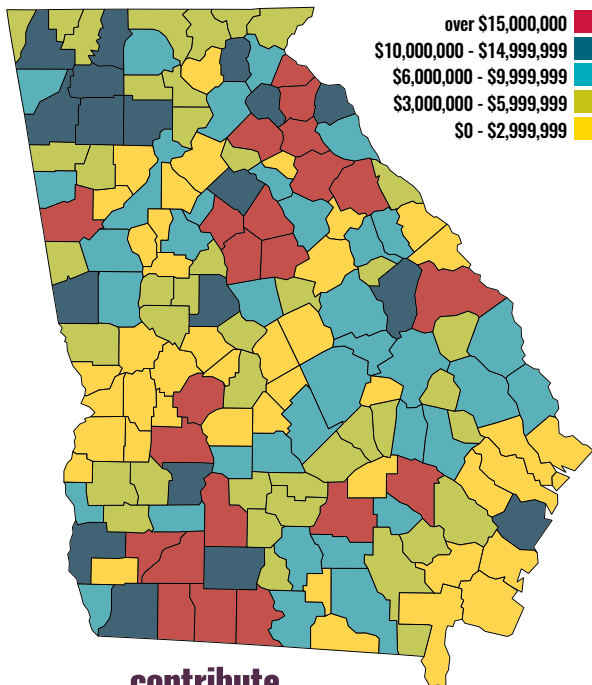 over $15,000,000
$10,000,000 - $14,999,999
$6,000,000 - $9,999,999
$3,000,000 - $5,999,999
$0 - $2,999,999
contribute